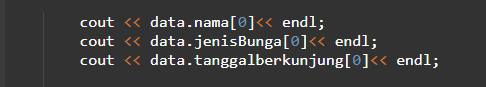 cout << data.nama[0]<< endl;
cout << data.jenisBunga[0]<< endl;
cout << data.tanggalberkunjung[0]<< endl;